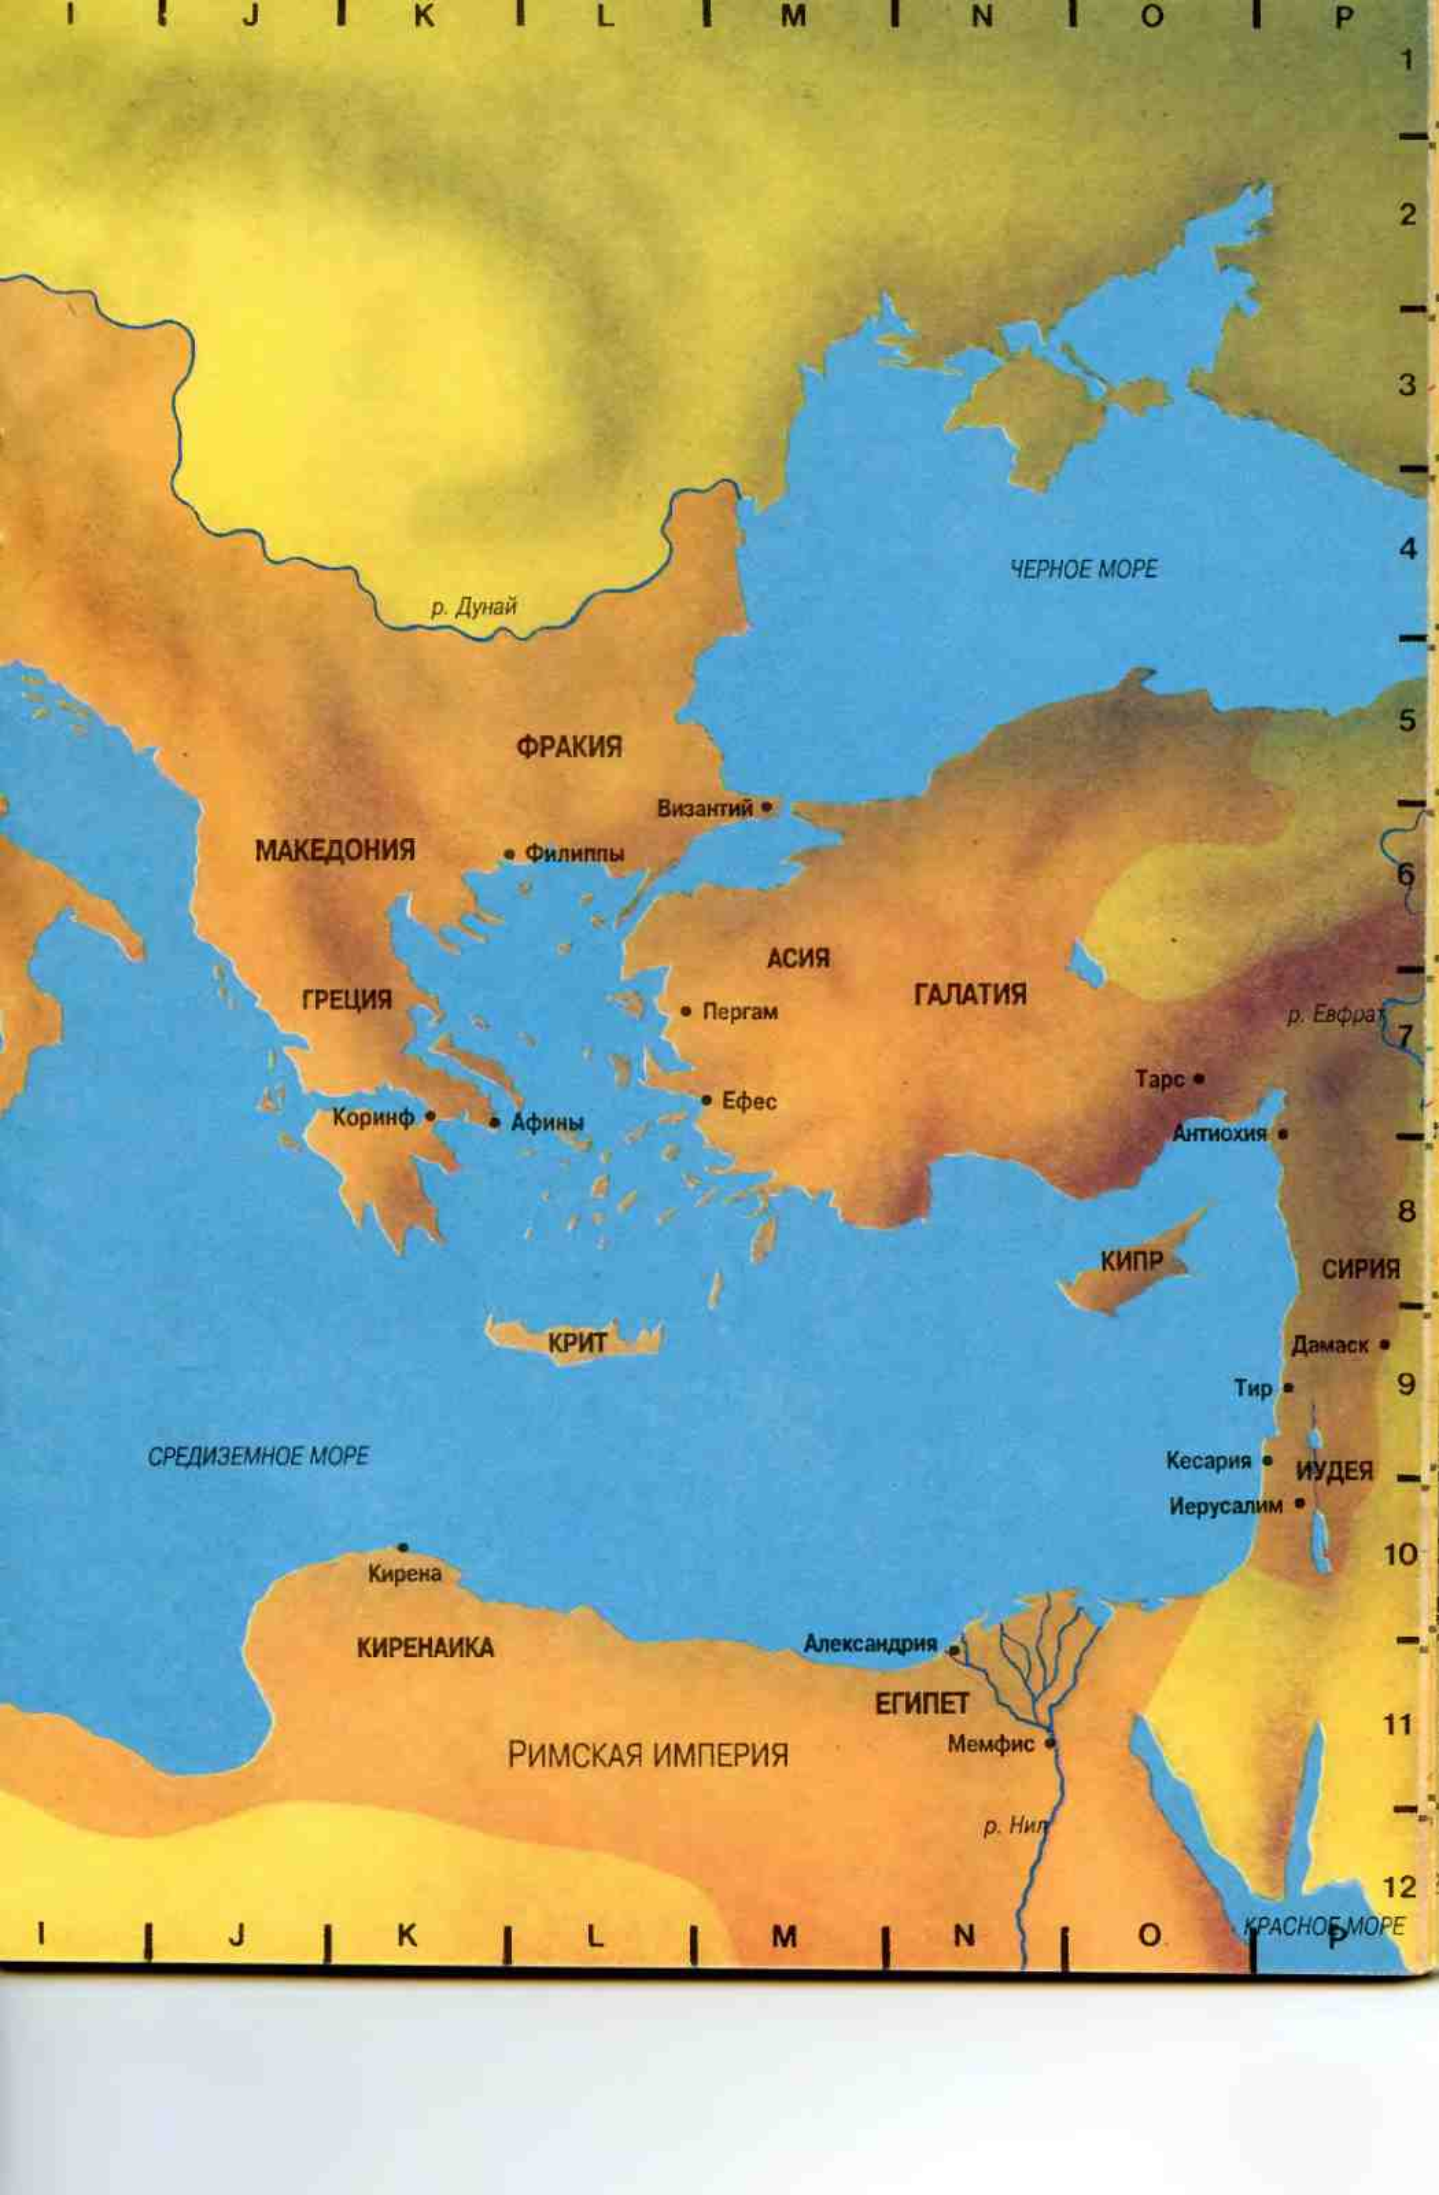 I J K L M N O P
1
2
3
4
ЧЕРНОЕ МОРЕ
р. Дунай
5
ФРАКИЯ
Византий
МАКЕДОНИЯ
Филиппы
6
АСИЯ
ГАЛАТИЯ
ГРЕЦИЯ
Пергам
р. Евфрат
7
Тарс
Ефес
Коринф
Афины
Антиохия
8
КИПР
СИРИЯ
КРИТ
Дамаск
9
Тир
СРЕДИЗЕМНОЕ МОРЕ
Кесария
ИУДЕЯ
Иерусалим
10
Кирена
КИРЕНАИКА
Александрия
ЕГИПЕТ
11
Мемфис
РИМСКАЯ ИМПЕРИЯ
р. Нил
12
КРАСНОЕ МОРЕ
I J K L M N O P